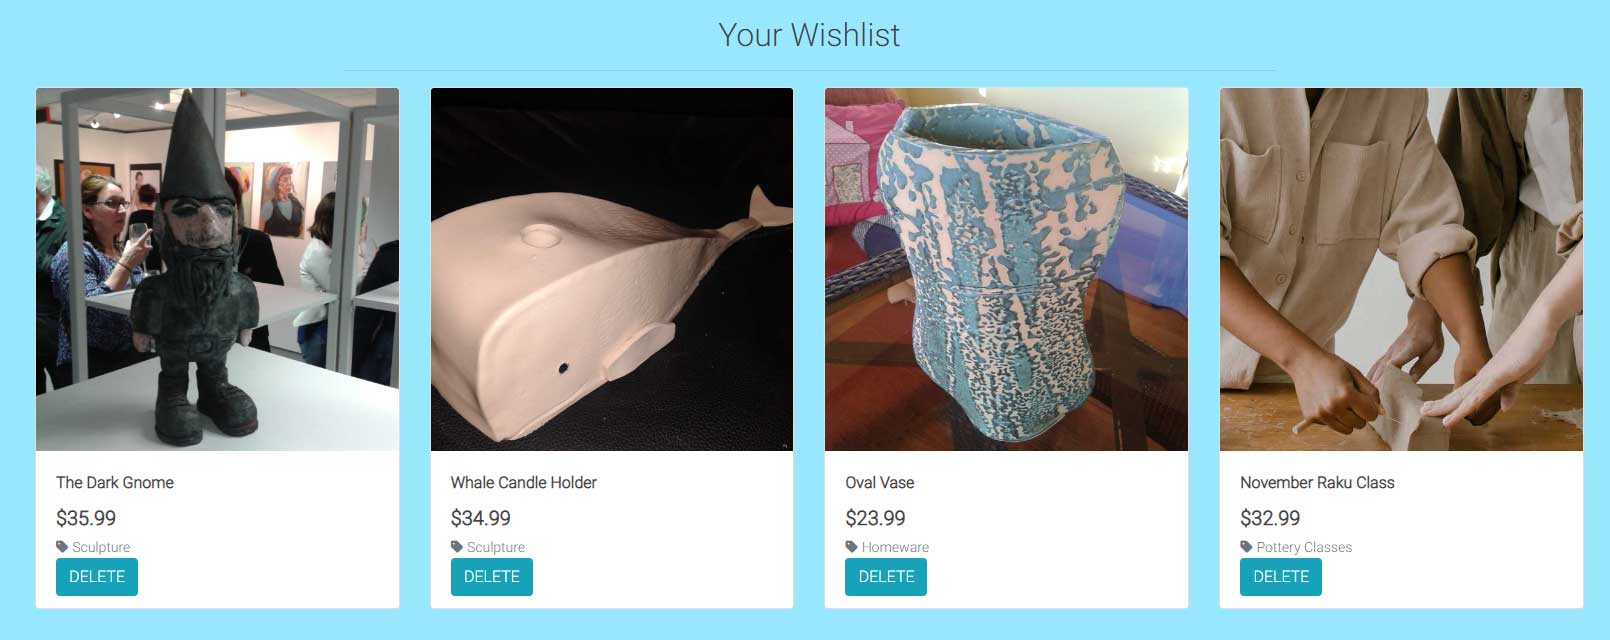 Your Wishlist
The Dark Gnome
$35.99
Sculpture
DELETE
Whale Candle Holder
$34.99
Sculpture
DELETE
Oval Vase
$23.99
Homeware
DELETE
November Raku Class
$32.99
Pottery Classes
DELETE